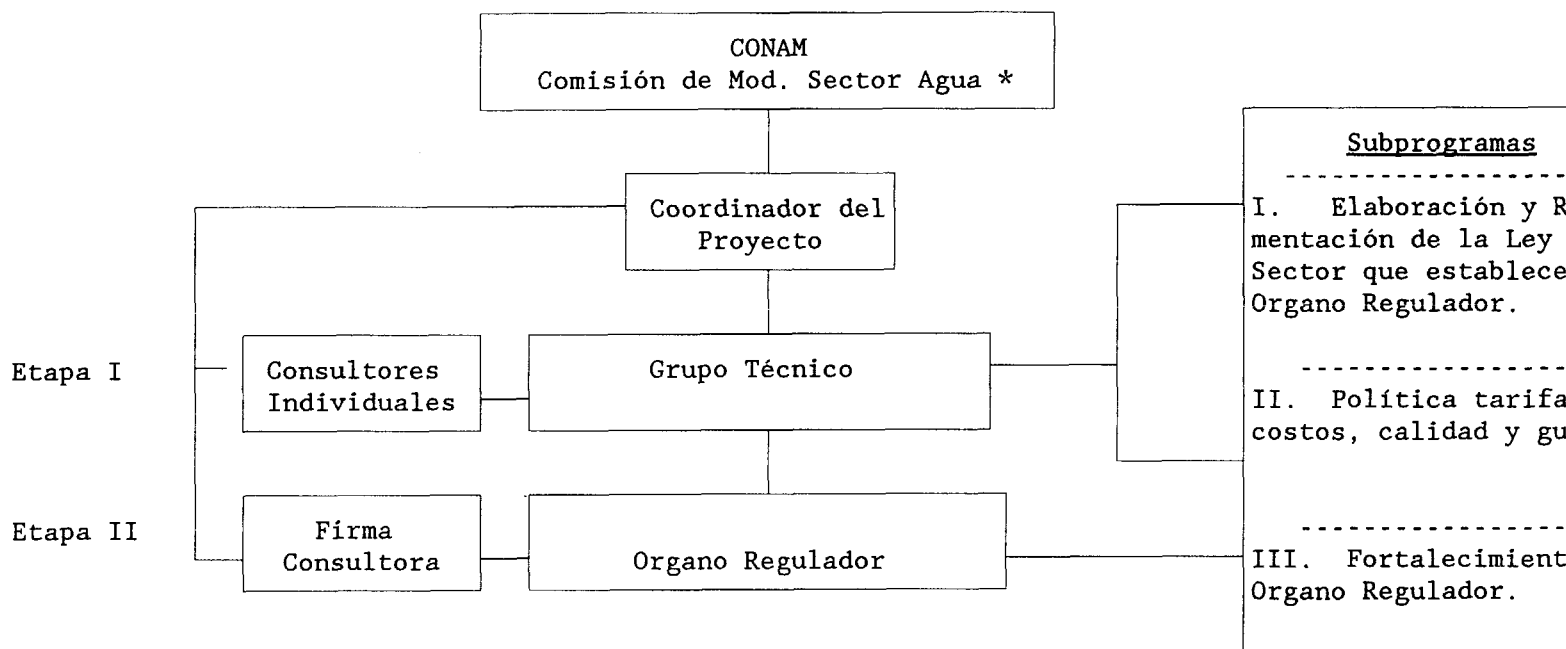 CONAM
Comisión de Mod. Sector Agua *
Coordinador del
Proyecto
Etapa I
Consultores
Individuales
Grupo Técnico
Etapa II
Firma
Consultora
Organo Regulador
Subprogramas
I. Elaboración y R
mentación de la Ley
Sector que establece
Organo Regulador.
II. Política tarifa
costos, calidad y gu
III. Fortalecimient
Organo Regulador.